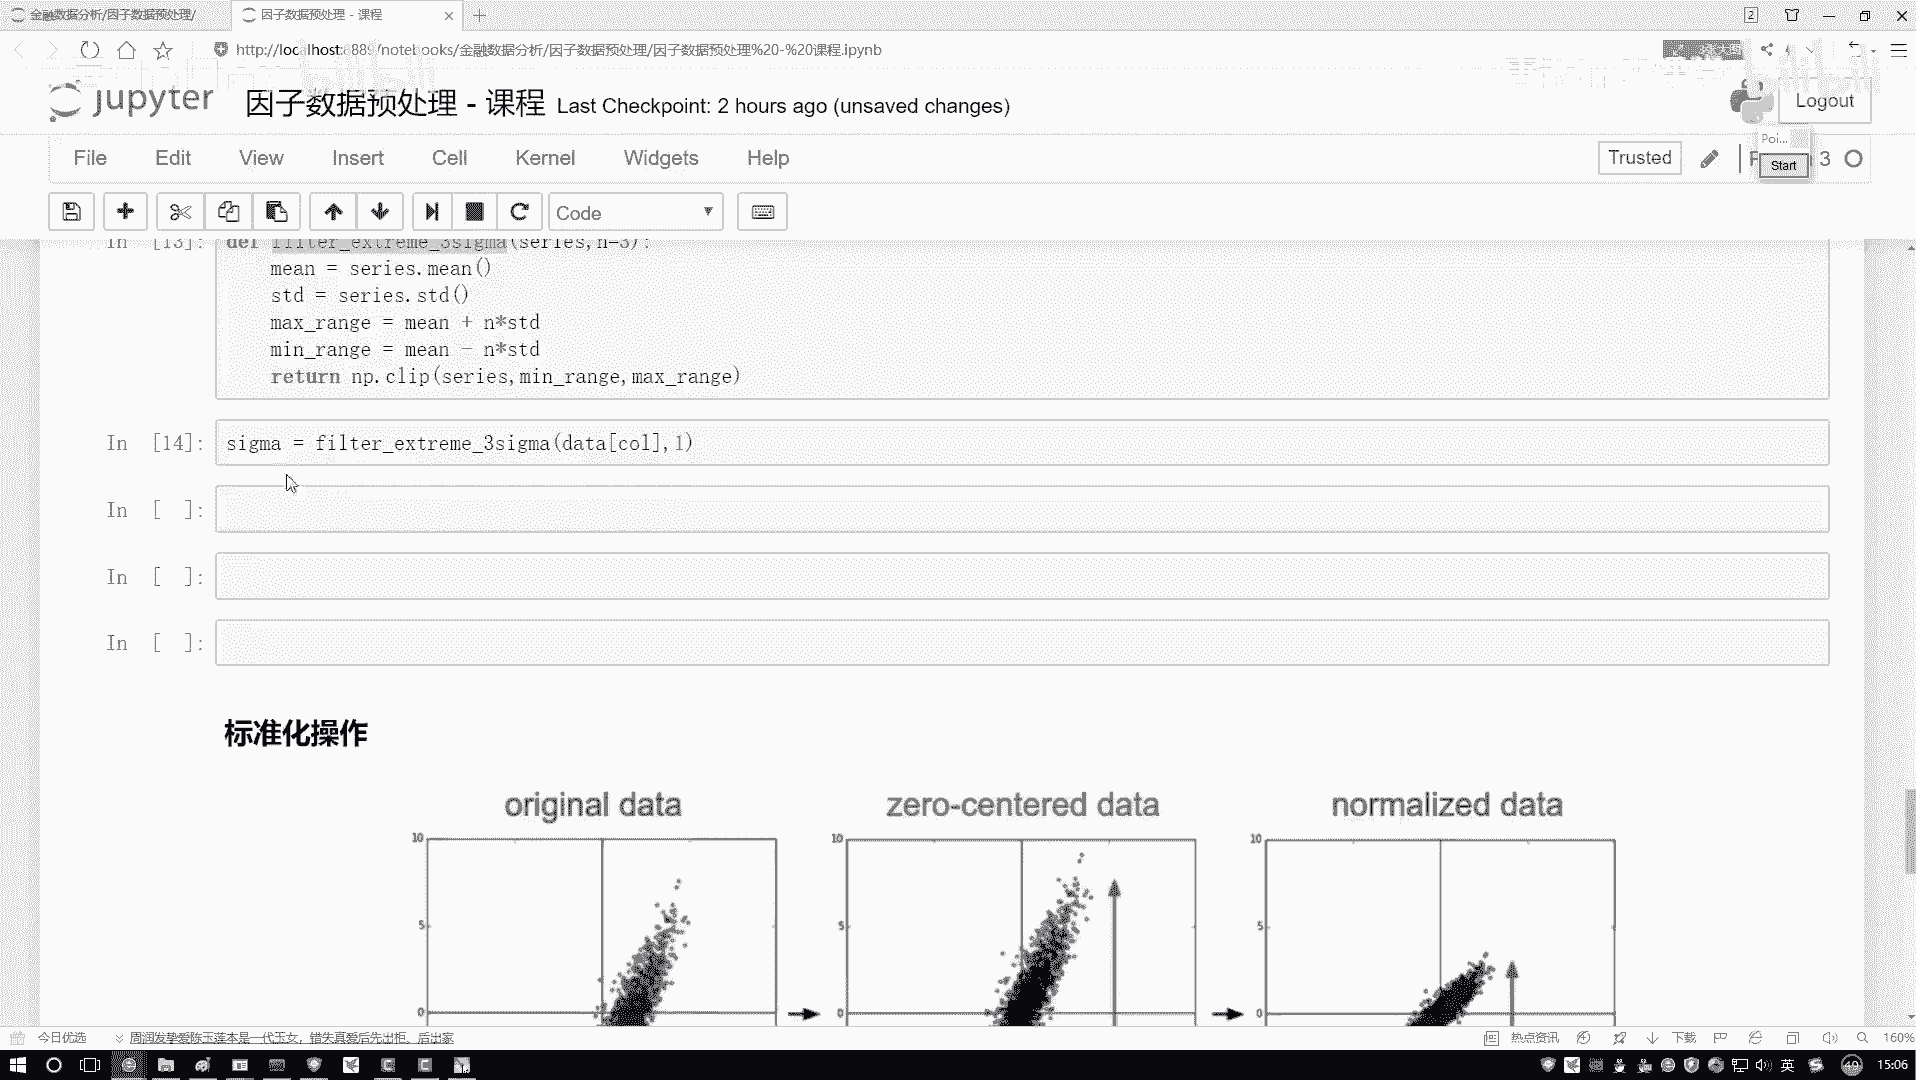 金融数据分析/因子数据预处理/
因子数据预处理 - 课程
2
http://localhost:8889/notebooks/金融数据分析/因子数据预处理/因子数据预处理%20-%20课程.ipynb
jupyter
因子数据预处理 - 课程 Last Checkpoint: 2 hours ago (unsaved changes)
Logout
File Edit View Insert Cell Kernel Widgets Help
Trusted
3
Poi...
Start
Code
In [13]: def filter_extreme_3sigma(series,n=3):
mean = series.mean()
std = series.std()
max_range = mean + n*std
min_range = mean - n*std
return np.clip(series,min_range,max_range)
In [14]: sigma = filter_extreme_3sigma(data[col],1)
In [ ]:
In [ ]:
In [ ]:
标准化操作
original data
zero-centered data
normalized data
10
5
0
10
5
0
10
5
0
今日优选
周润发挚爱陈玉莲本是一代玉女，错失真爱后先出柜、后出家
热点资讯
下载
160%
英
49
15:06